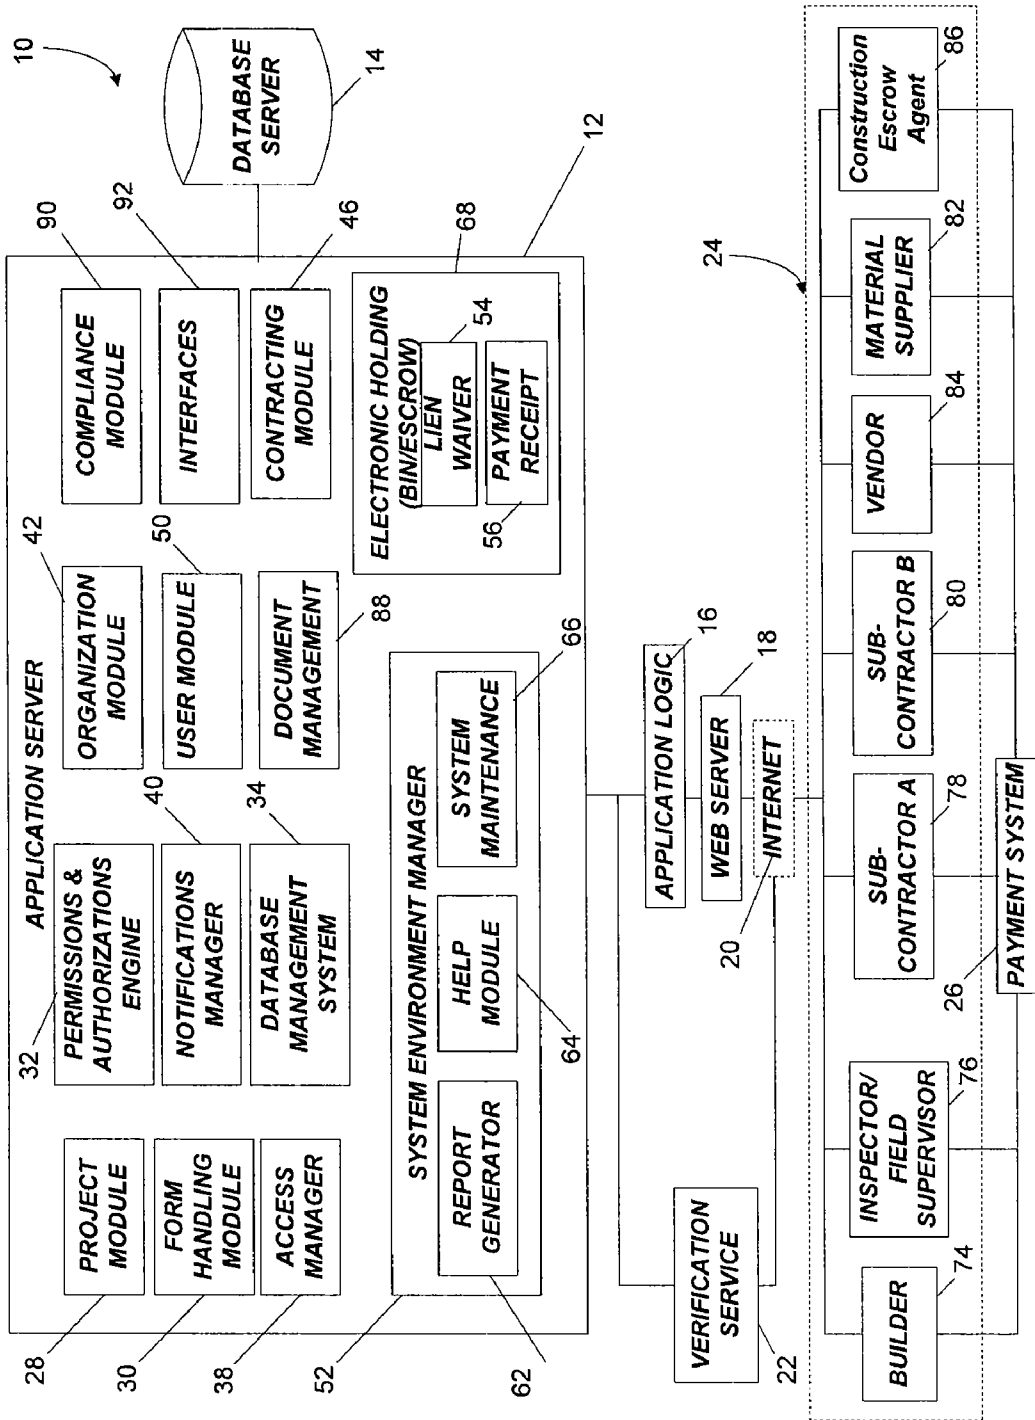 10
APPLICATION SERVER
DATABASE
SERVER
14
12
28
PROJECT
MODULE
32
PERMISSIONS &
AUTHORIZATIONS
ENGINE
42
ORGANIZATION
MODULE
90
COMPLIANCE
MODULE
30
FORM
HANDLING
MODULE
40
NOTIFICATIONS
MANAGER
50
USER MODULE
92
INTERFACES
38
ACCESS
MANAGER
34
DATABASE
MANAGEMENT
SYSTEM
88
DOCUMENT
MANAGEMENT
46
CONTRACTING
MODULE
52
SYSTEM ENVIRONMENT MANAGER
62
REPORT
GENERATOR
64
HELP
MODULE
66
SYSTEM
MAINTENANCE
68
ELECTRONIC HOLDING
(BIN/ESCROW)
54
LIEN
WAIVER
56
PAYMENT
RECEIPT
16
APPLICATION LOGIC
18
WEB SERVER
20
INTERNET
22
VERIFICATION
SERVICE
24
BUILDER
74
INSPECTOR/
FIELD
SUPERVISOR
76
SUB-
CONTRACTOR A
78
SUB-
CONTRACTOR B
80
VENDOR
84
MATERIAL
SUPPLIER
82
Construction
Escrow
Agent
86
26
PAYMENT SYSTEM